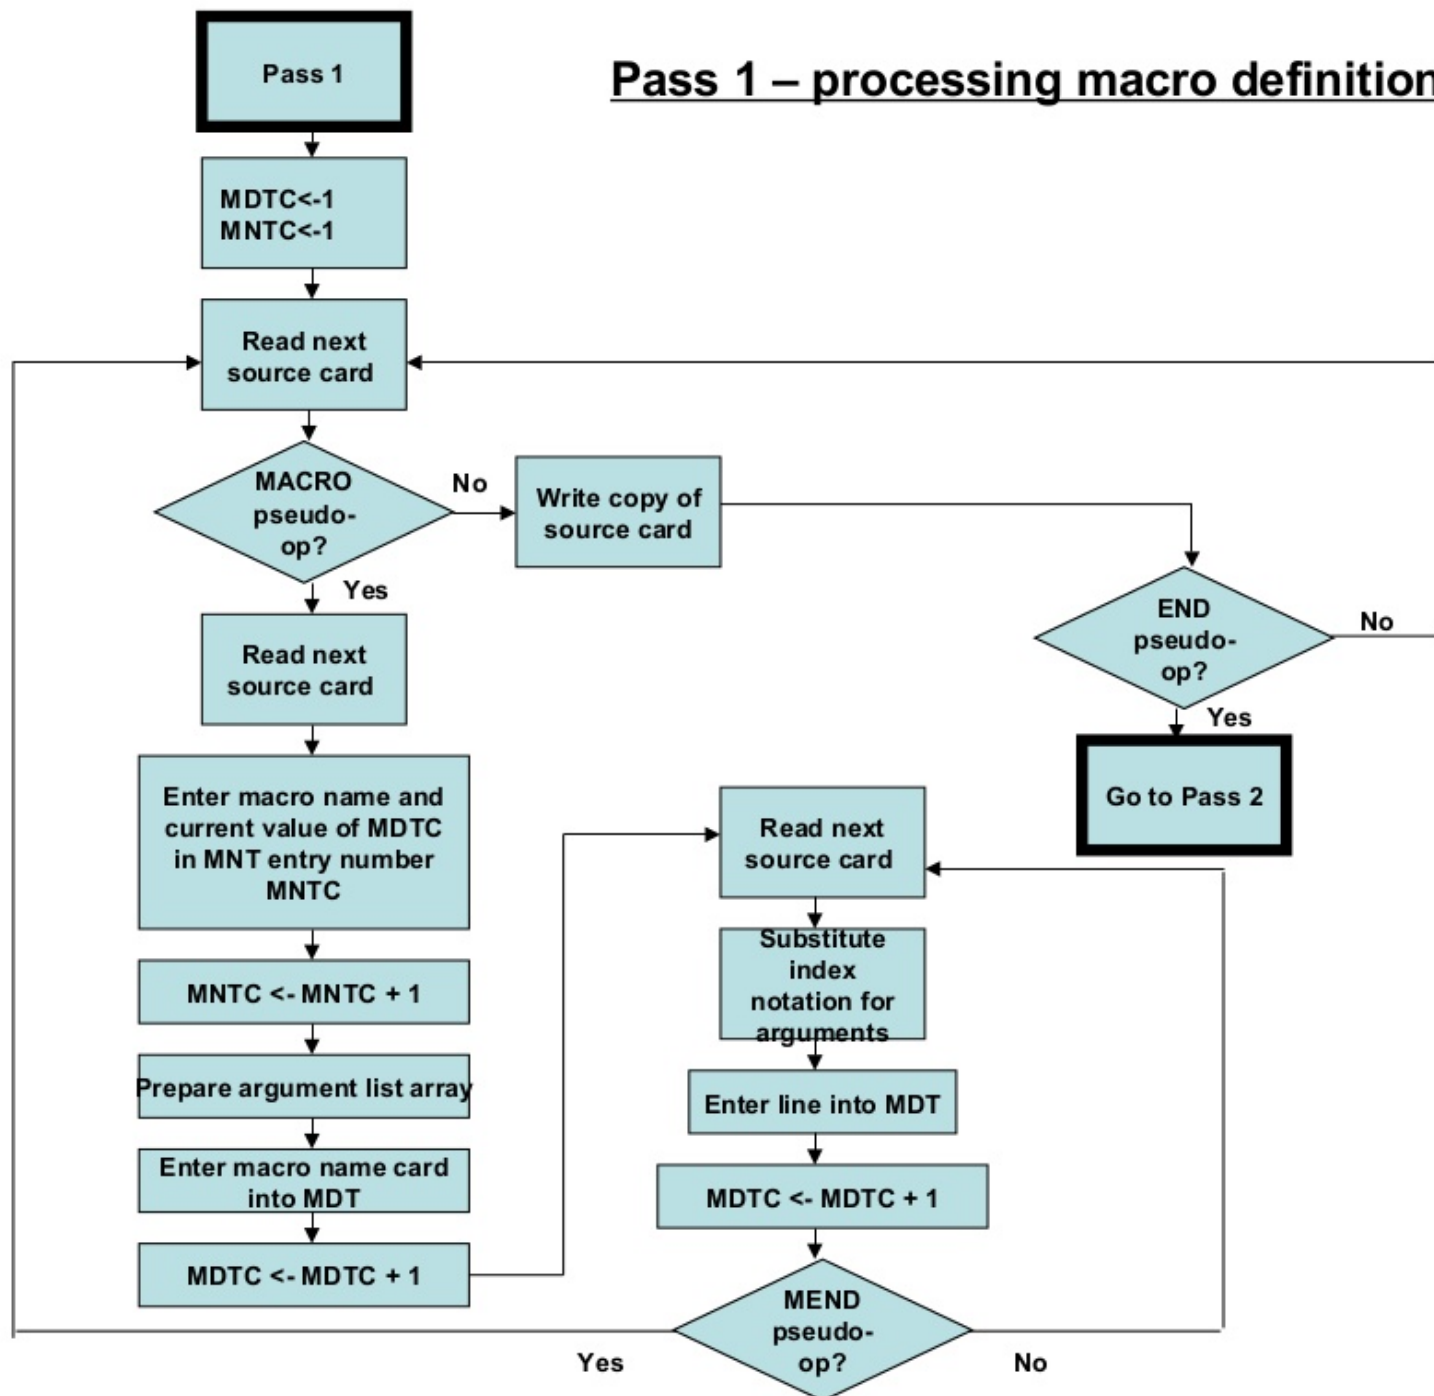 Pass 1 – processing macro definition
Pass 1
MDTC<-1
MNTC<-1
Read next
source card
MACRO
pseudo-
op?
No
Write copy of
source card
Yes
END
pseudo-
op?
No
Yes
Go to Pass 2
Read next
source card
Enter macro name and
current value of MDTC
in MNT entry number
MNTC
MNTC <- MNTC + 1
Prepare argument list array
Enter macro name card
into MDT
MDTC <- MDTC + 1
Read next
source card
Substitute
index
notation for
arguments
Enter line into MDT
MDTC <- MDTC + 1
MEND
pseudo-
op?
Yes
No